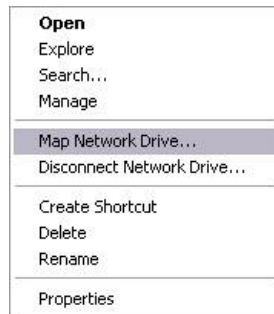 Open
Explore
Search...
Manage
Map Network Drive...
Disconnect Network Drive...
Create Shortcut
Delete
Rename
Properties